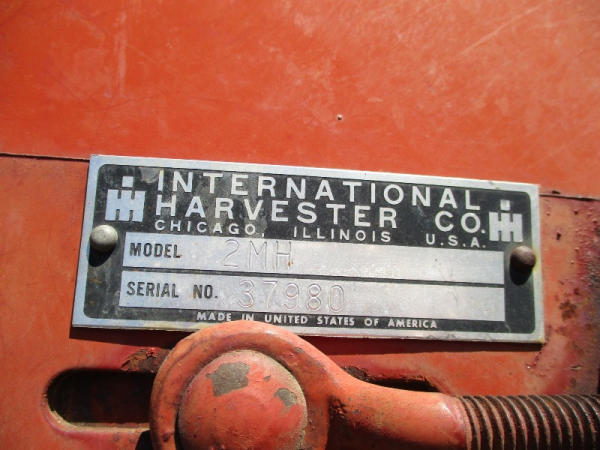 INTERNATIONAL
HARVESTER CO.
CHICAGO, ILLINOIS U.S.A.
MODEL 2MH
SERIAL NO. 37980
MADE IN UNITED STATES OF AMERICA